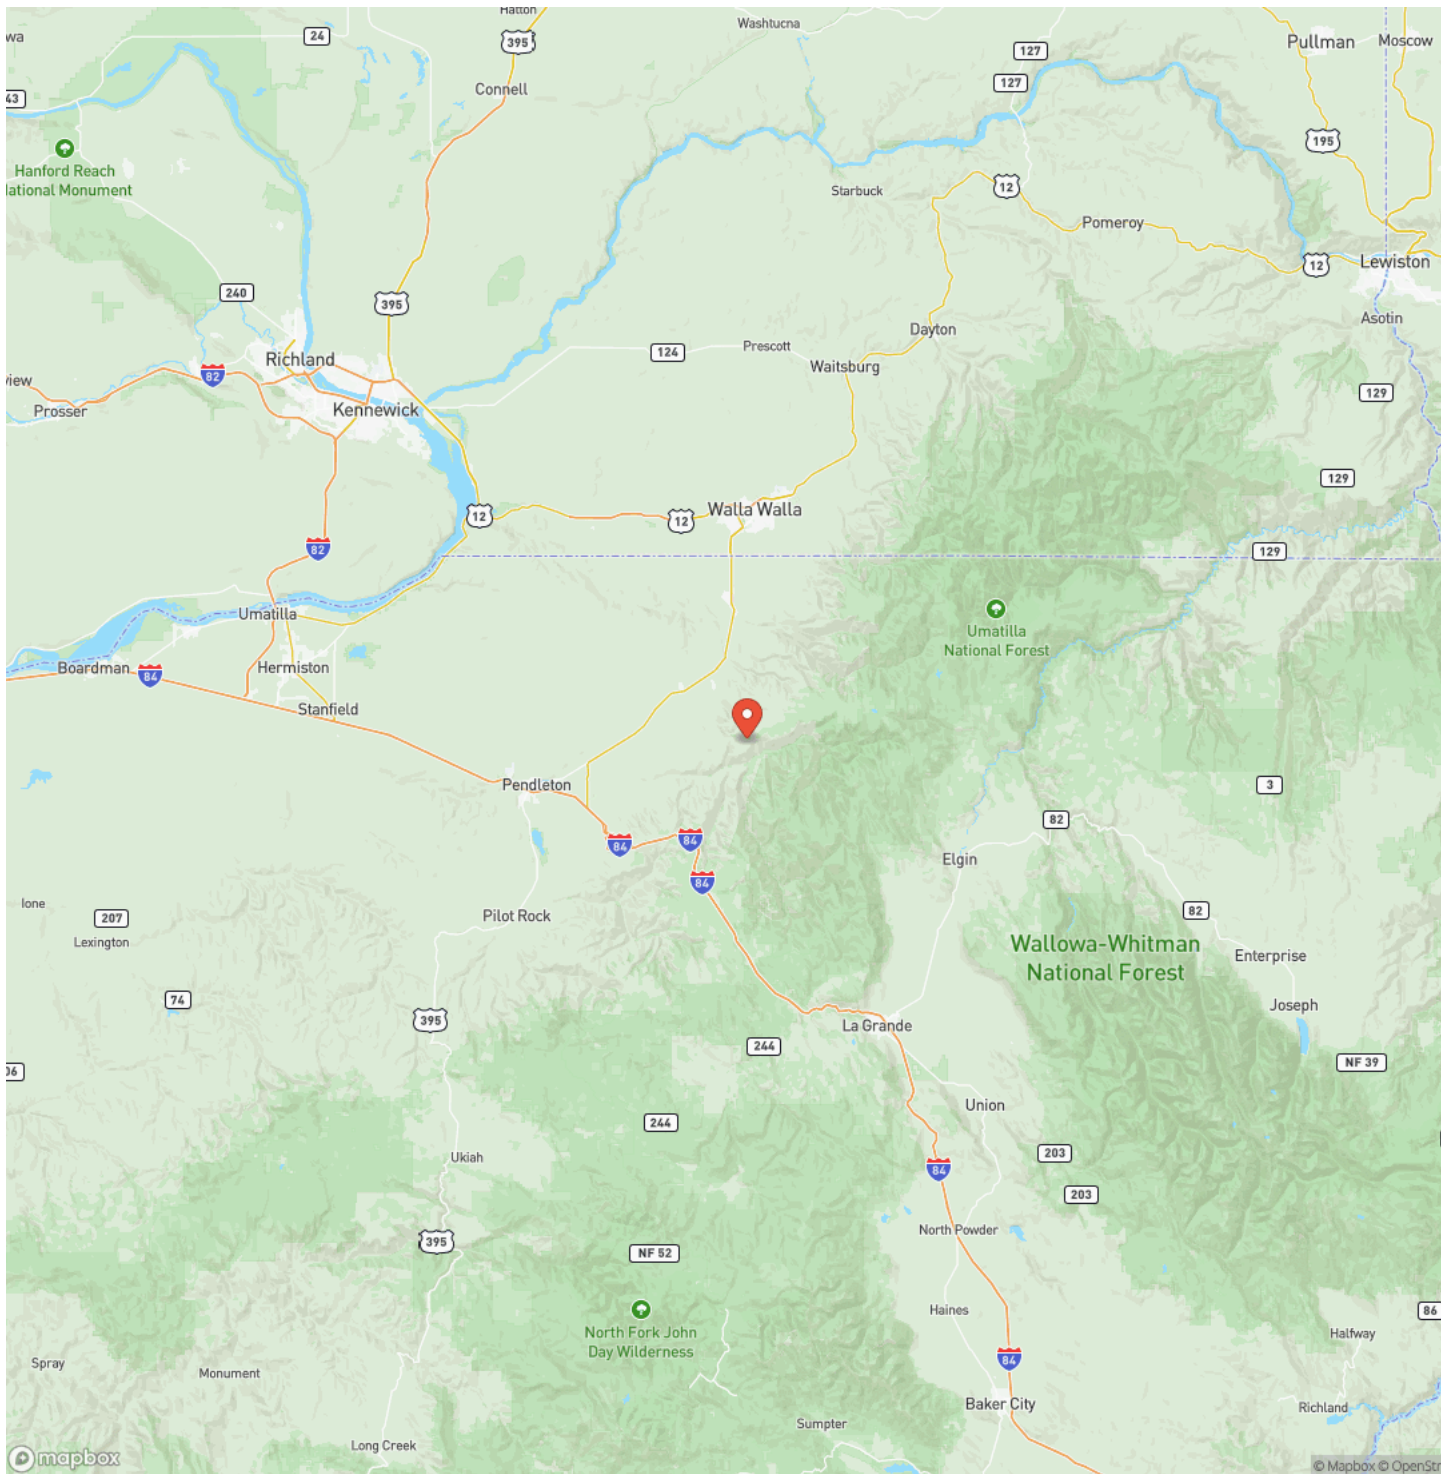 Hatton
Washtucna
wa
24
395
127
Pullman
Moscow
127
Connell
43
195
Hanford Reach
National Monument
Starbuck
12
Pomeroy
12
Lewiston
240
395
Asotin
Dayton
Richland
124
Prescott
Waitsburg
82
view
Prosser
Kennewick
129
129
Walla Walla
12
12
82
129
Umatilla
Umatilla
National Forest
Boardman
84
Hermiston
Stanfield
Pendleton
3
82
84
84
Elgin
84
Ione
207
Lexington
Pilot Rock
82
Wallowa-Whitman
National Forest
Enterprise
74
395
Joseph
La Grande
244
06
NF 39
Union
244
203
Ukiah
84
203
North Powder
395
NF 52
Haines
86
North Fork John
Day Wilderness
Halfway
Spray
Monument
84
Baker City
Richland
Sumpter
Long Creek
mapbox
© Mapbox © OpenStr